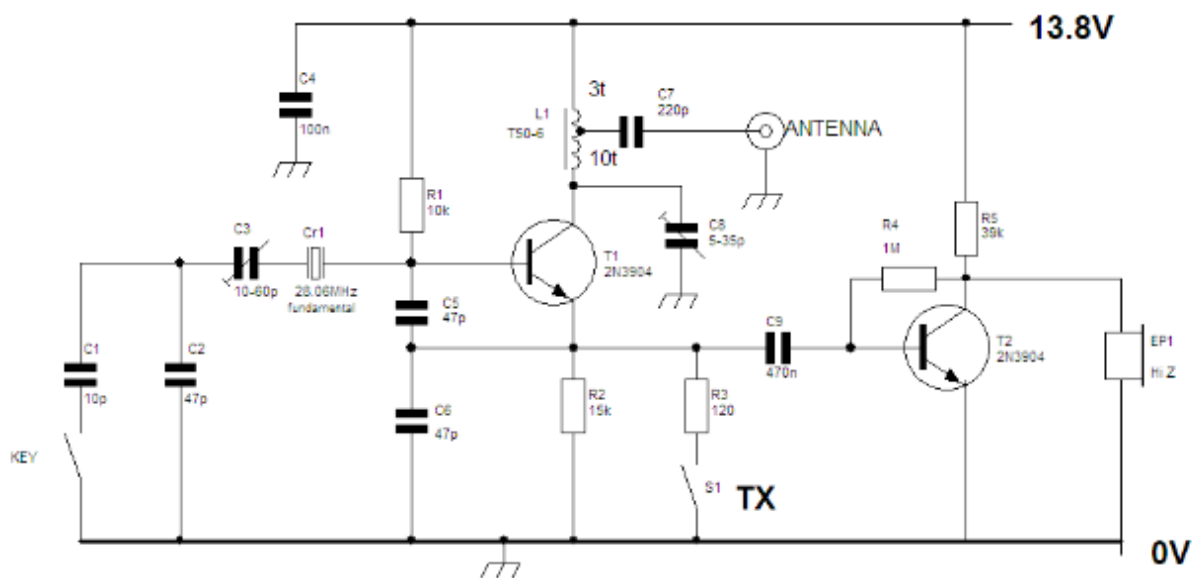 13.8V
C4
100n
3t
L1
T50-6
10t
C7
220p
ANTENNA
R1
10k
C8
5-35p
R4
1M
R5
39k
C3
10-60p
Cr1
28.06MHz
fundamental
T1
2N3904
C5
47p
C9
470n
T2
2N3904
EP1
Hi Z
C1
10p
C2
47p
C6
47p
R2
15k
R3
120
KEY
S1
TX
0V